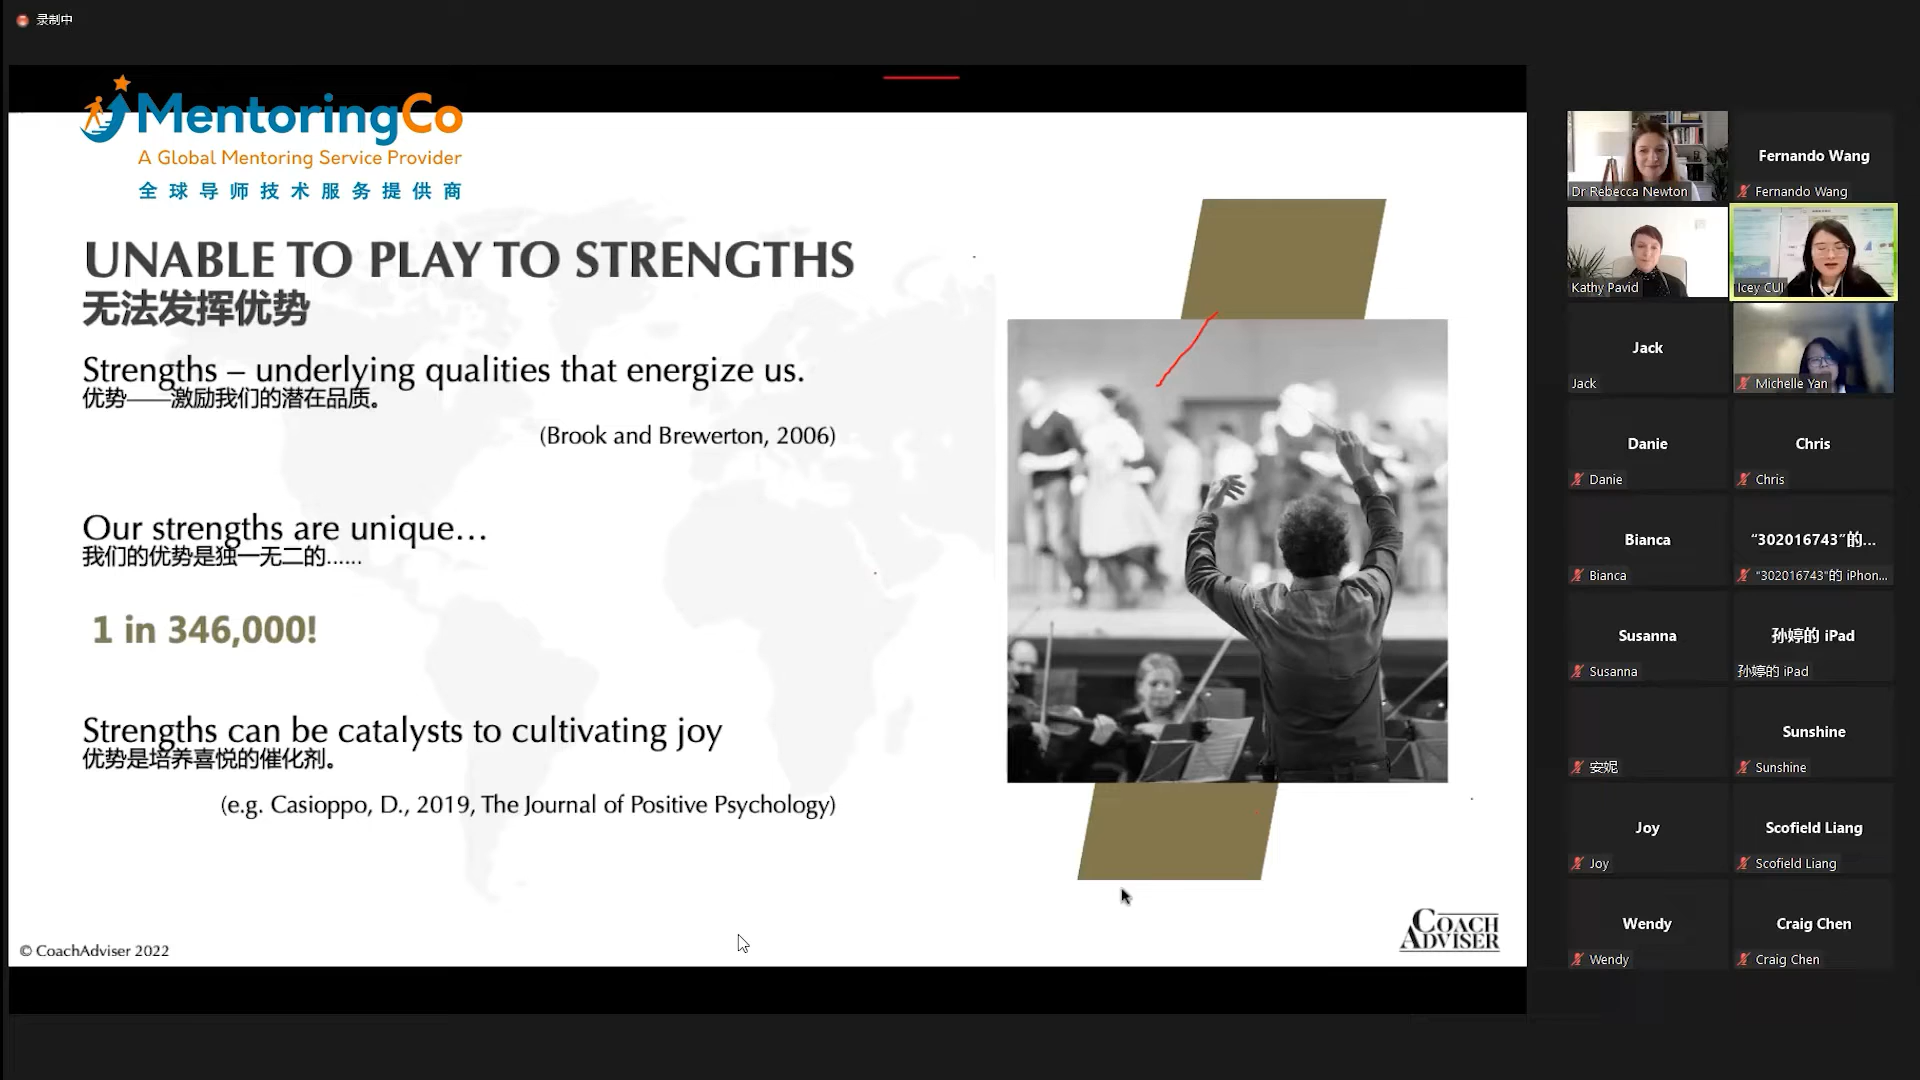 录制中
MentoringCo
A Global Mentoring Service Provider
全球导师技术服务提供商
UNABLE TO PLAY TO STRENGTHS
无法发挥优势
Strengths – underlying qualities that energize us.
优势——激励我们的潜在品质。
(Brook and Brewerton, 2006)
Our strengths are unique…
我们的优势是独一无二的......
1 in 346,000!
Strengths can be catalysts to cultivating joy
优势是培养喜悦的催化剂。
(e.g. Casioppo, D., 2019, The Journal of Positive Psychology)
© CoachAdviser 2022
COACH
ADVISER
Dr Rebecca Newton
Fernando Wang
Fernando Wang
Kathy Pavid
Icey CUI
Jack
Jack
Michelle Yan
Danie
Danie
Chris
Chris
Bianca
Bianca
“302016743”的...
“302016743”的 iPhon...
Susanna
Susanna
孙婷的 iPad
孙婷的 iPad
安妮
Sunshine
Sunshine
Joy
Joy
Scofield Liang
Scofield Liang
Wendy
Wendy
Craig Chen
Craig Chen